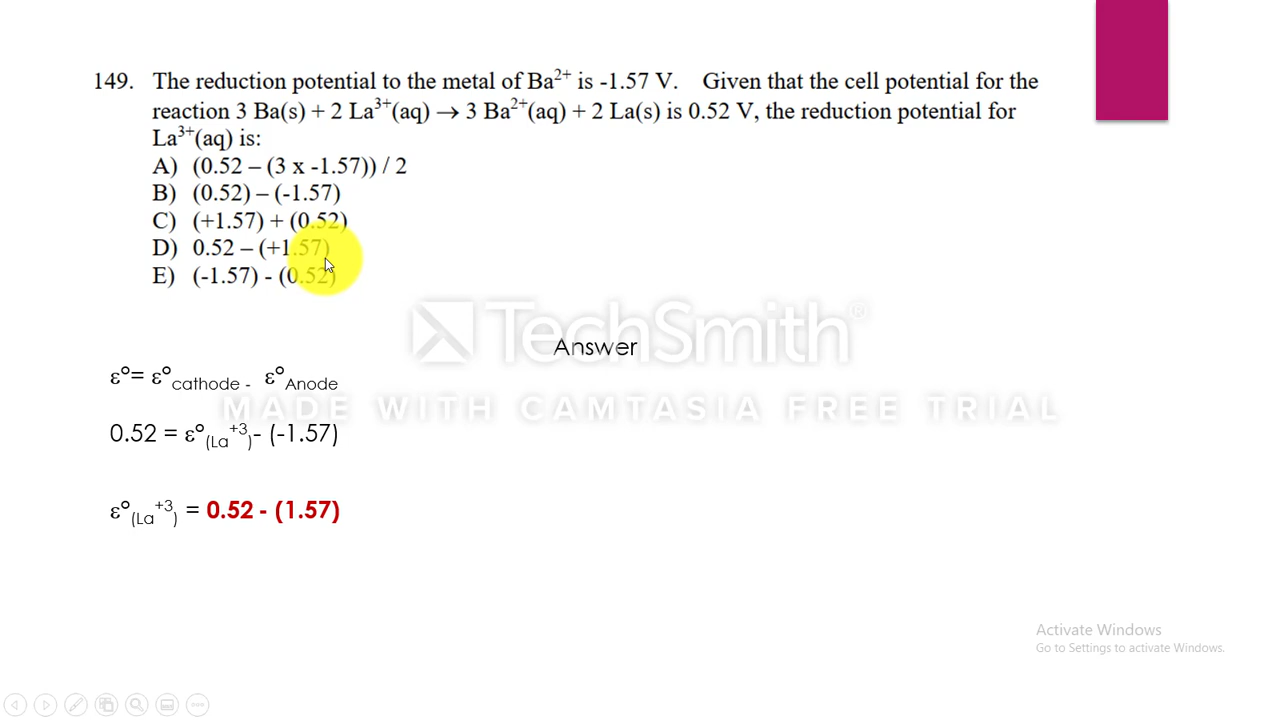 149. The reduction potential to the metal of Ba²⁺ is -1.57 V. Given that the cell potential for the
reaction 3 Ba(s) + 2 La³⁺(aq) → 3 Ba²⁺(aq) + 2 La(s) is 0.52 V, the reduction potential for
La³⁺(aq) is:
A) (0.52 – (3 x -1.57)) / 2
B) (0.52) – (-1.57)
C) (+1.57) + (0.52)
D) 0.52 – (+1.57)
E) (-1.57) - (0.52)
TechSmith®
Answer
ε°= ε°cathode - ε°Anode
MADE WITH CAMTASIA FREE TRIAL
0.52 = ε°(La⁺³)- (-1.57)
ε°(La⁺³) = 0.52 - (1.57)
Activate Windows
Go to Settings to activate Windows.